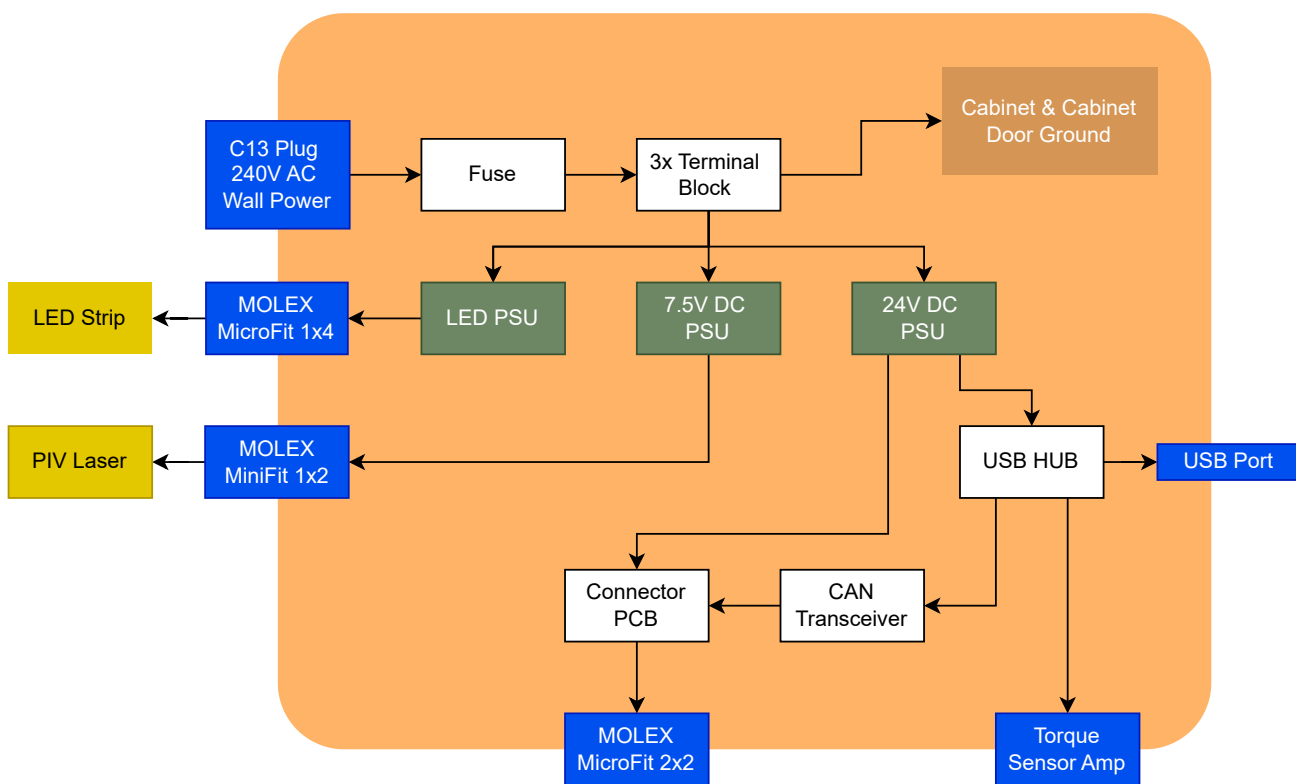 Cabinet & Cabinet
Door Ground
C13 Plug
240V AC
Wall Power
Fuse
3x Terminal
Block
LED Strip
MOLEX
MicroFit 1x4
LED PSU
7.5V DC
PSU
24V DC
PSU
PIV Laser
MOLEX
MiniFit 1x2
USB HUB
USB Port
Connector
PCB
CAN
Transceiver
MOLEX
MicroFit 2x2
Torque
Sensor Amp